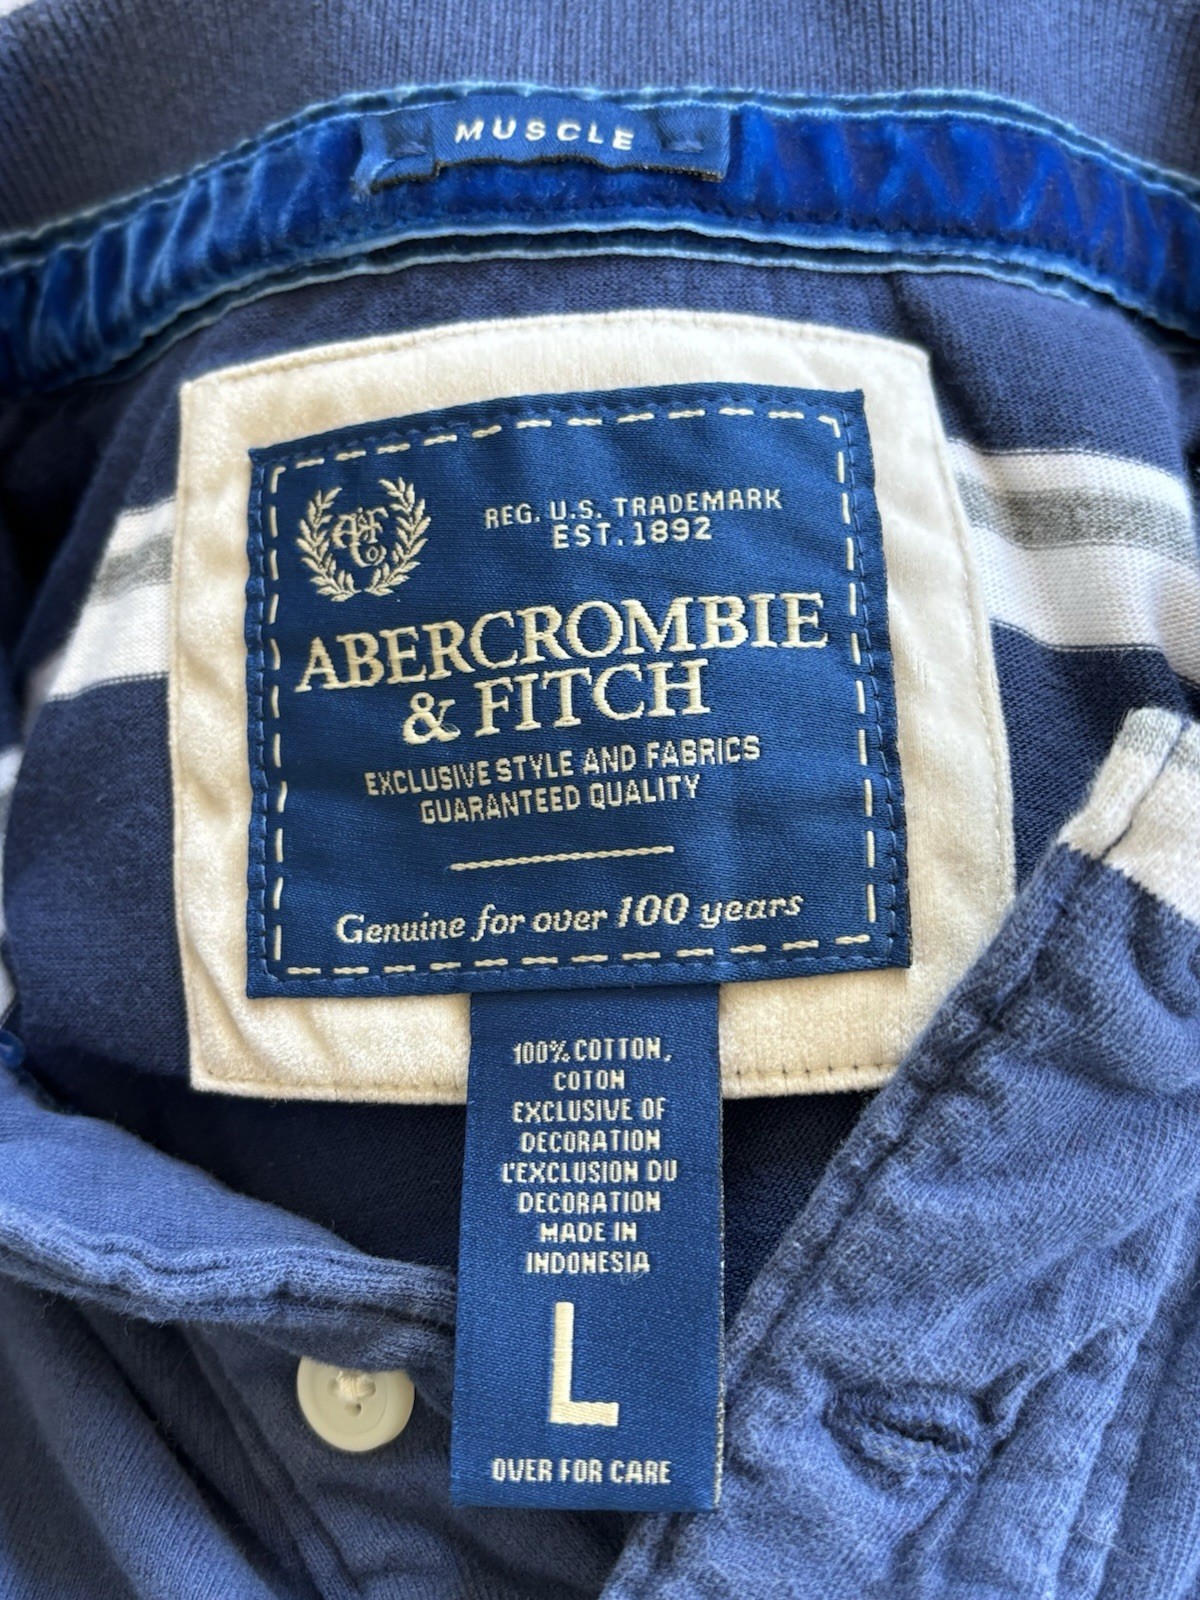 MUSCLE
A&F
Co
REG. U.S. TRADEMARK
EST. 1892
ABERCROMBIE
& FITCH
EXCLUSIVE STYLE AND FABRICS
GUARANTEED QUALITY
Genuine for over 100 years
100% COTTON,
COTON
EXCLUSIVE OF
DECORATION
L'EXCLUSION DU
DECORATION
MADE IN
INDONESIA
L
OVER FOR CARE